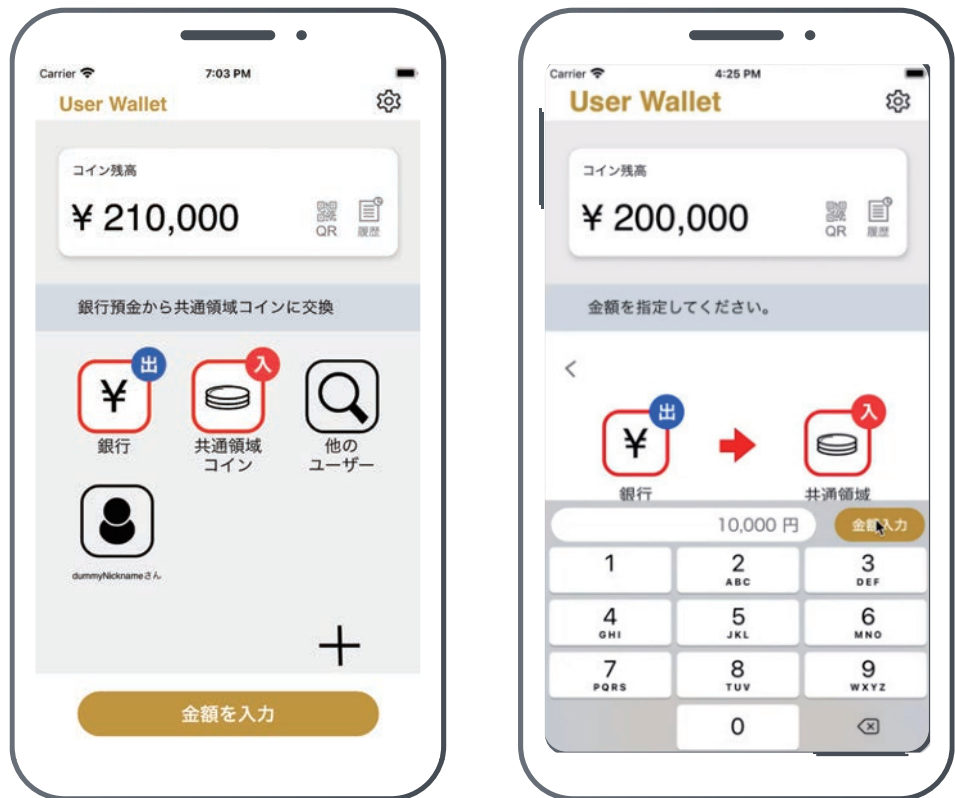 Carrier 7:03 PM
User Wallet
コイン残高
¥ 210,000
QR 履歴
銀行預金から共通領域コインに交換
¥ 出 入
銀行 共通領域 他の
コイン ユーザー
dummyNicknameさん
金額を入力
Carrier 4:25 PM
User Wallet
コイン残高
¥ 200,000
QR 履歴
金額を指定してください。
¥ 出 入
銀行 共通領域
10,000 円 金額入力
1 2 3
ABC DEF
4 5 6
GHI JKL MNO
7 8 9
PQRS TUV WXYZ
0